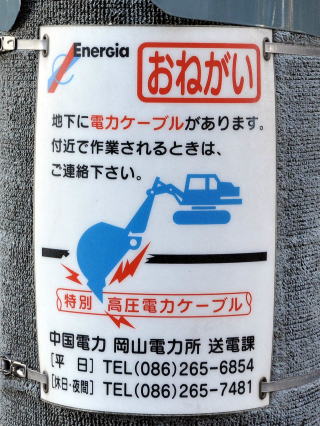 Energia
おねがい
地下に電力ケーブルがあります。
付近で作業されるときは、
ご連絡下さい。
特別 高圧電力ケーブル
中国電力 岡山電力所 送電課
[平 日] TEL(086)265-6854
[休日・夜間] TEL(086)265-7481